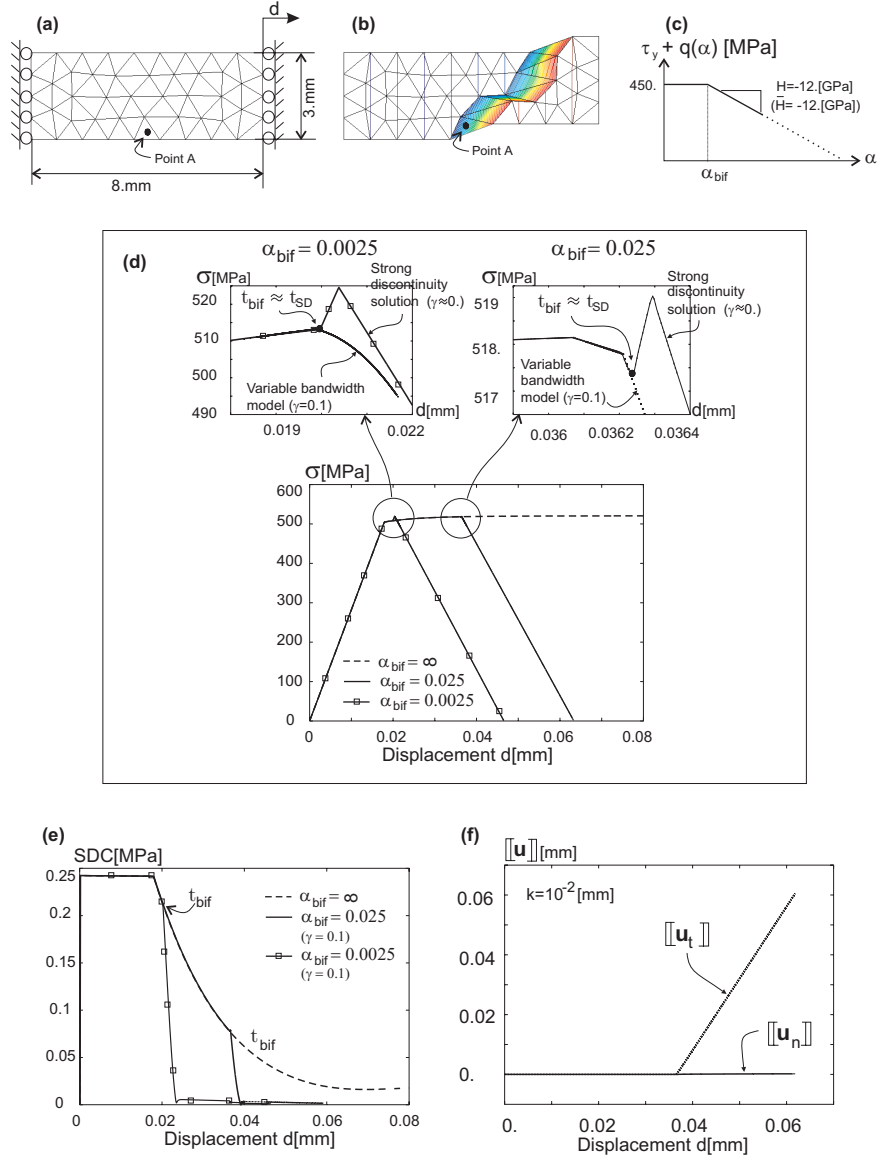 (a)
d
3.mm
Point A
8.mm
(b)
Point A
(c)
τy + q(α) [MPa]
450.
H=-12.[GPa]
(H̅= -12.[GPa])
αbif
α
(d)
αbif = 0.0025
σ[MPa]
520
510
500
490
tbif ≈ tSD
Strong
discontinuity
solution (γ≈0.)
Variable bandwidth
model (γ=0.1)
d[mm]
0.019
0.022
αbif = 0.025
σ[MPa]
519
518.
517
tbif ≈ tSD
Strong
discontinuity
solution (γ≈0.)
Variable
bandwidth
model (γ=0.1)
d[mm]
0.036
0.0362
0.0364
σ[MPa]
600
500
400
300
200
100
0
αbif = ∞
αbif = 0.025
αbif = 0.0025
0 0.02 0.04 0.06 0.08
Displacement d[mm]
(e)
SDC[MPa]
0.25
0.2
0.15
0.1
0.05
0
tbif
tbif
αbif = ∞
αbif = 0.025
(γ = 0.1)
αbif = 0.0025
(γ = 0.1)
0 0.02 0.04 0.06 0.08
Displacement d[mm]
(f)
⟦u⟧ [mm]
0.06
0.04
0.02
0.
k=10-2 [mm]
⟦ut⟧
⟦un⟧
0. 0.02 0.04 0.06
Displacement d[mm]